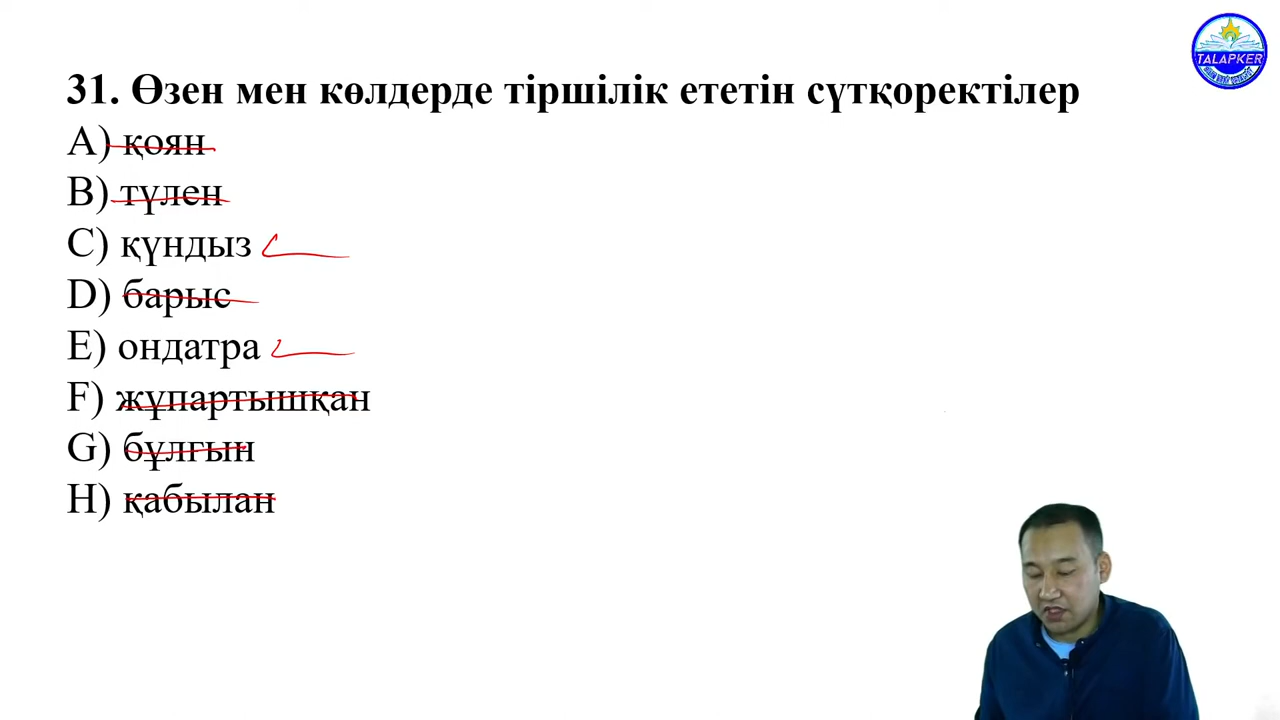 TALAPKER
31. Өзен мен көлдерде тіршілік ететін сүтқоректілер
A) қоян
B) түлен
C) құндыз
D) барыс
E) ондатра
F) жұпартышқан
G) бұлғын
H) қабылан